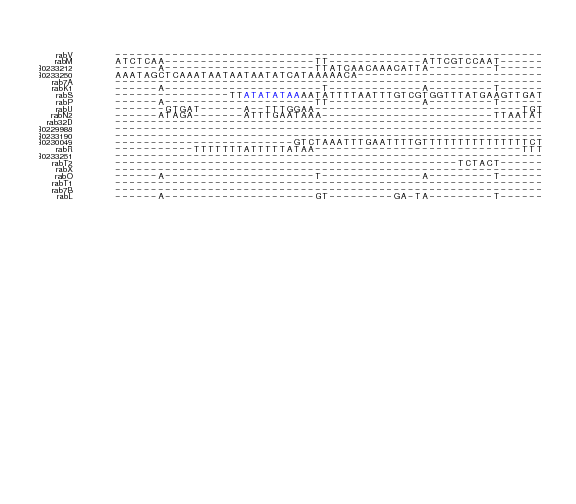 rabV ------------------------------------------------------------
rabM ATCTCAA---------------------TT-------------ATTCGTCCAAT------
30233212 ------A---------------------TTATCAACAAACATTA---------T------
30233250 AAATAGCTCAAATAATAATAATATCATAAAAACA--------------------------
rab7A ------------------------------------------------------------
rabK1 ------A----------------------T-------------A---------T------
rabS ----------------TTATATATAAAATATTTTAATTTGTCGTGGTTTATGAAGTTGAT
rabP ------A---------------------TT-------------A---------T------
rabU -------GTGAT------A--TTTGGAA-----------------------------TGT
rabN2 ------ATAGA-------ATTTGAATAAA------------------------TTAATAT
rab32D ------------------------------------------------------------
30229988 ------------------------------------------------------------
30233190 ------------------------------------------------------------
30230049 -------------------------GTCTAAATTTGAATTTTGTTTTTTTTTTTTTTTCT
rabR -----------TTTTTTTATTTTTATAA-----------------------------TTT
30233251 ------------------------------------------------------------
rabT2 ------------------------------------------------TCTACT------
rabX ------------------------------------------------------------
rabO ------A---------------------T--------------A---------T------
rabT1 ------------------------------------------------------------
rab7B ------------------------------------------------------------
rabL ------A---------------------GT---------GA-TA---------T------